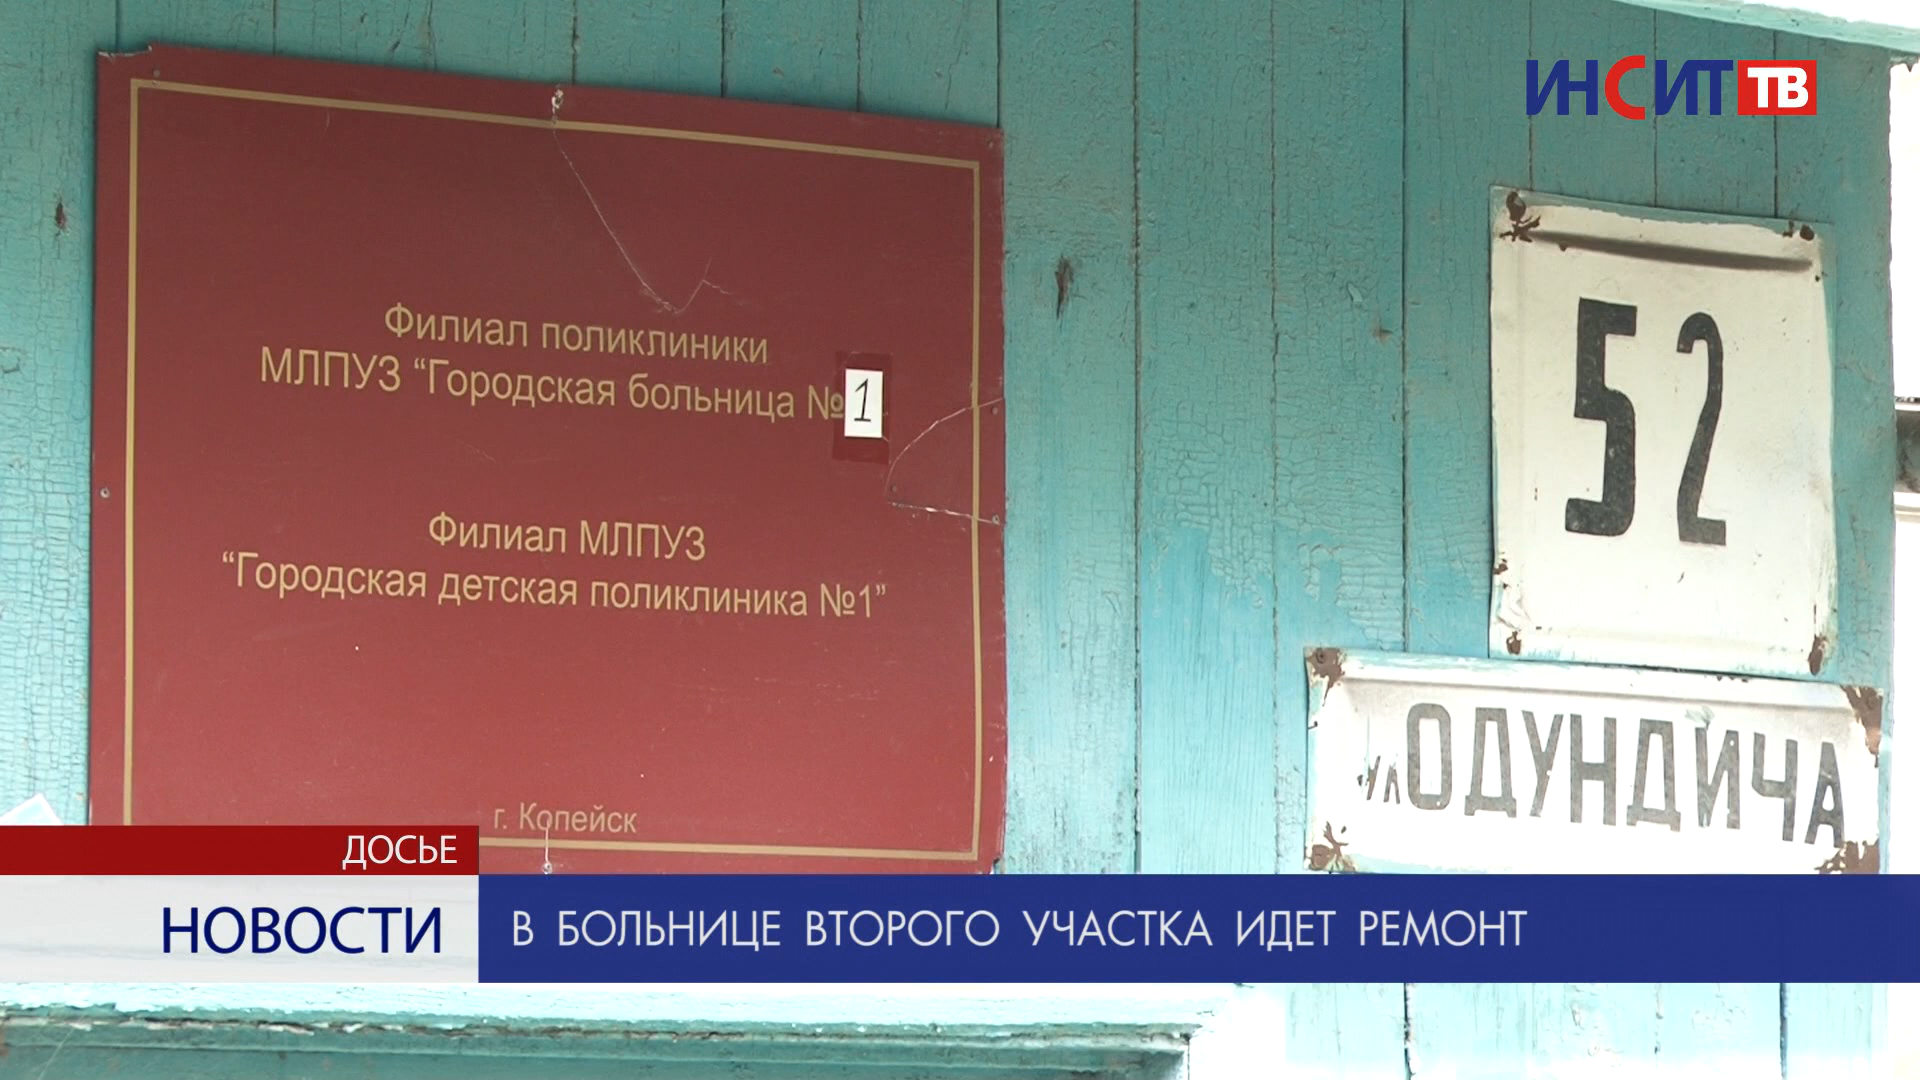 ИНСИТ ТВ
Филиал поликлиники
МЛПУЗ “Городская больница №1
Филиал МЛПУЗ
“Городская детская поликлиника №1”
г. Копейск
52
ул ОДУНДИЧА
ДОСЬЕ
НОВОСТИ
В БОЛЬНИЦЕ ВТОРОГО УЧАСТКА ИДЕТ РЕМОНТ